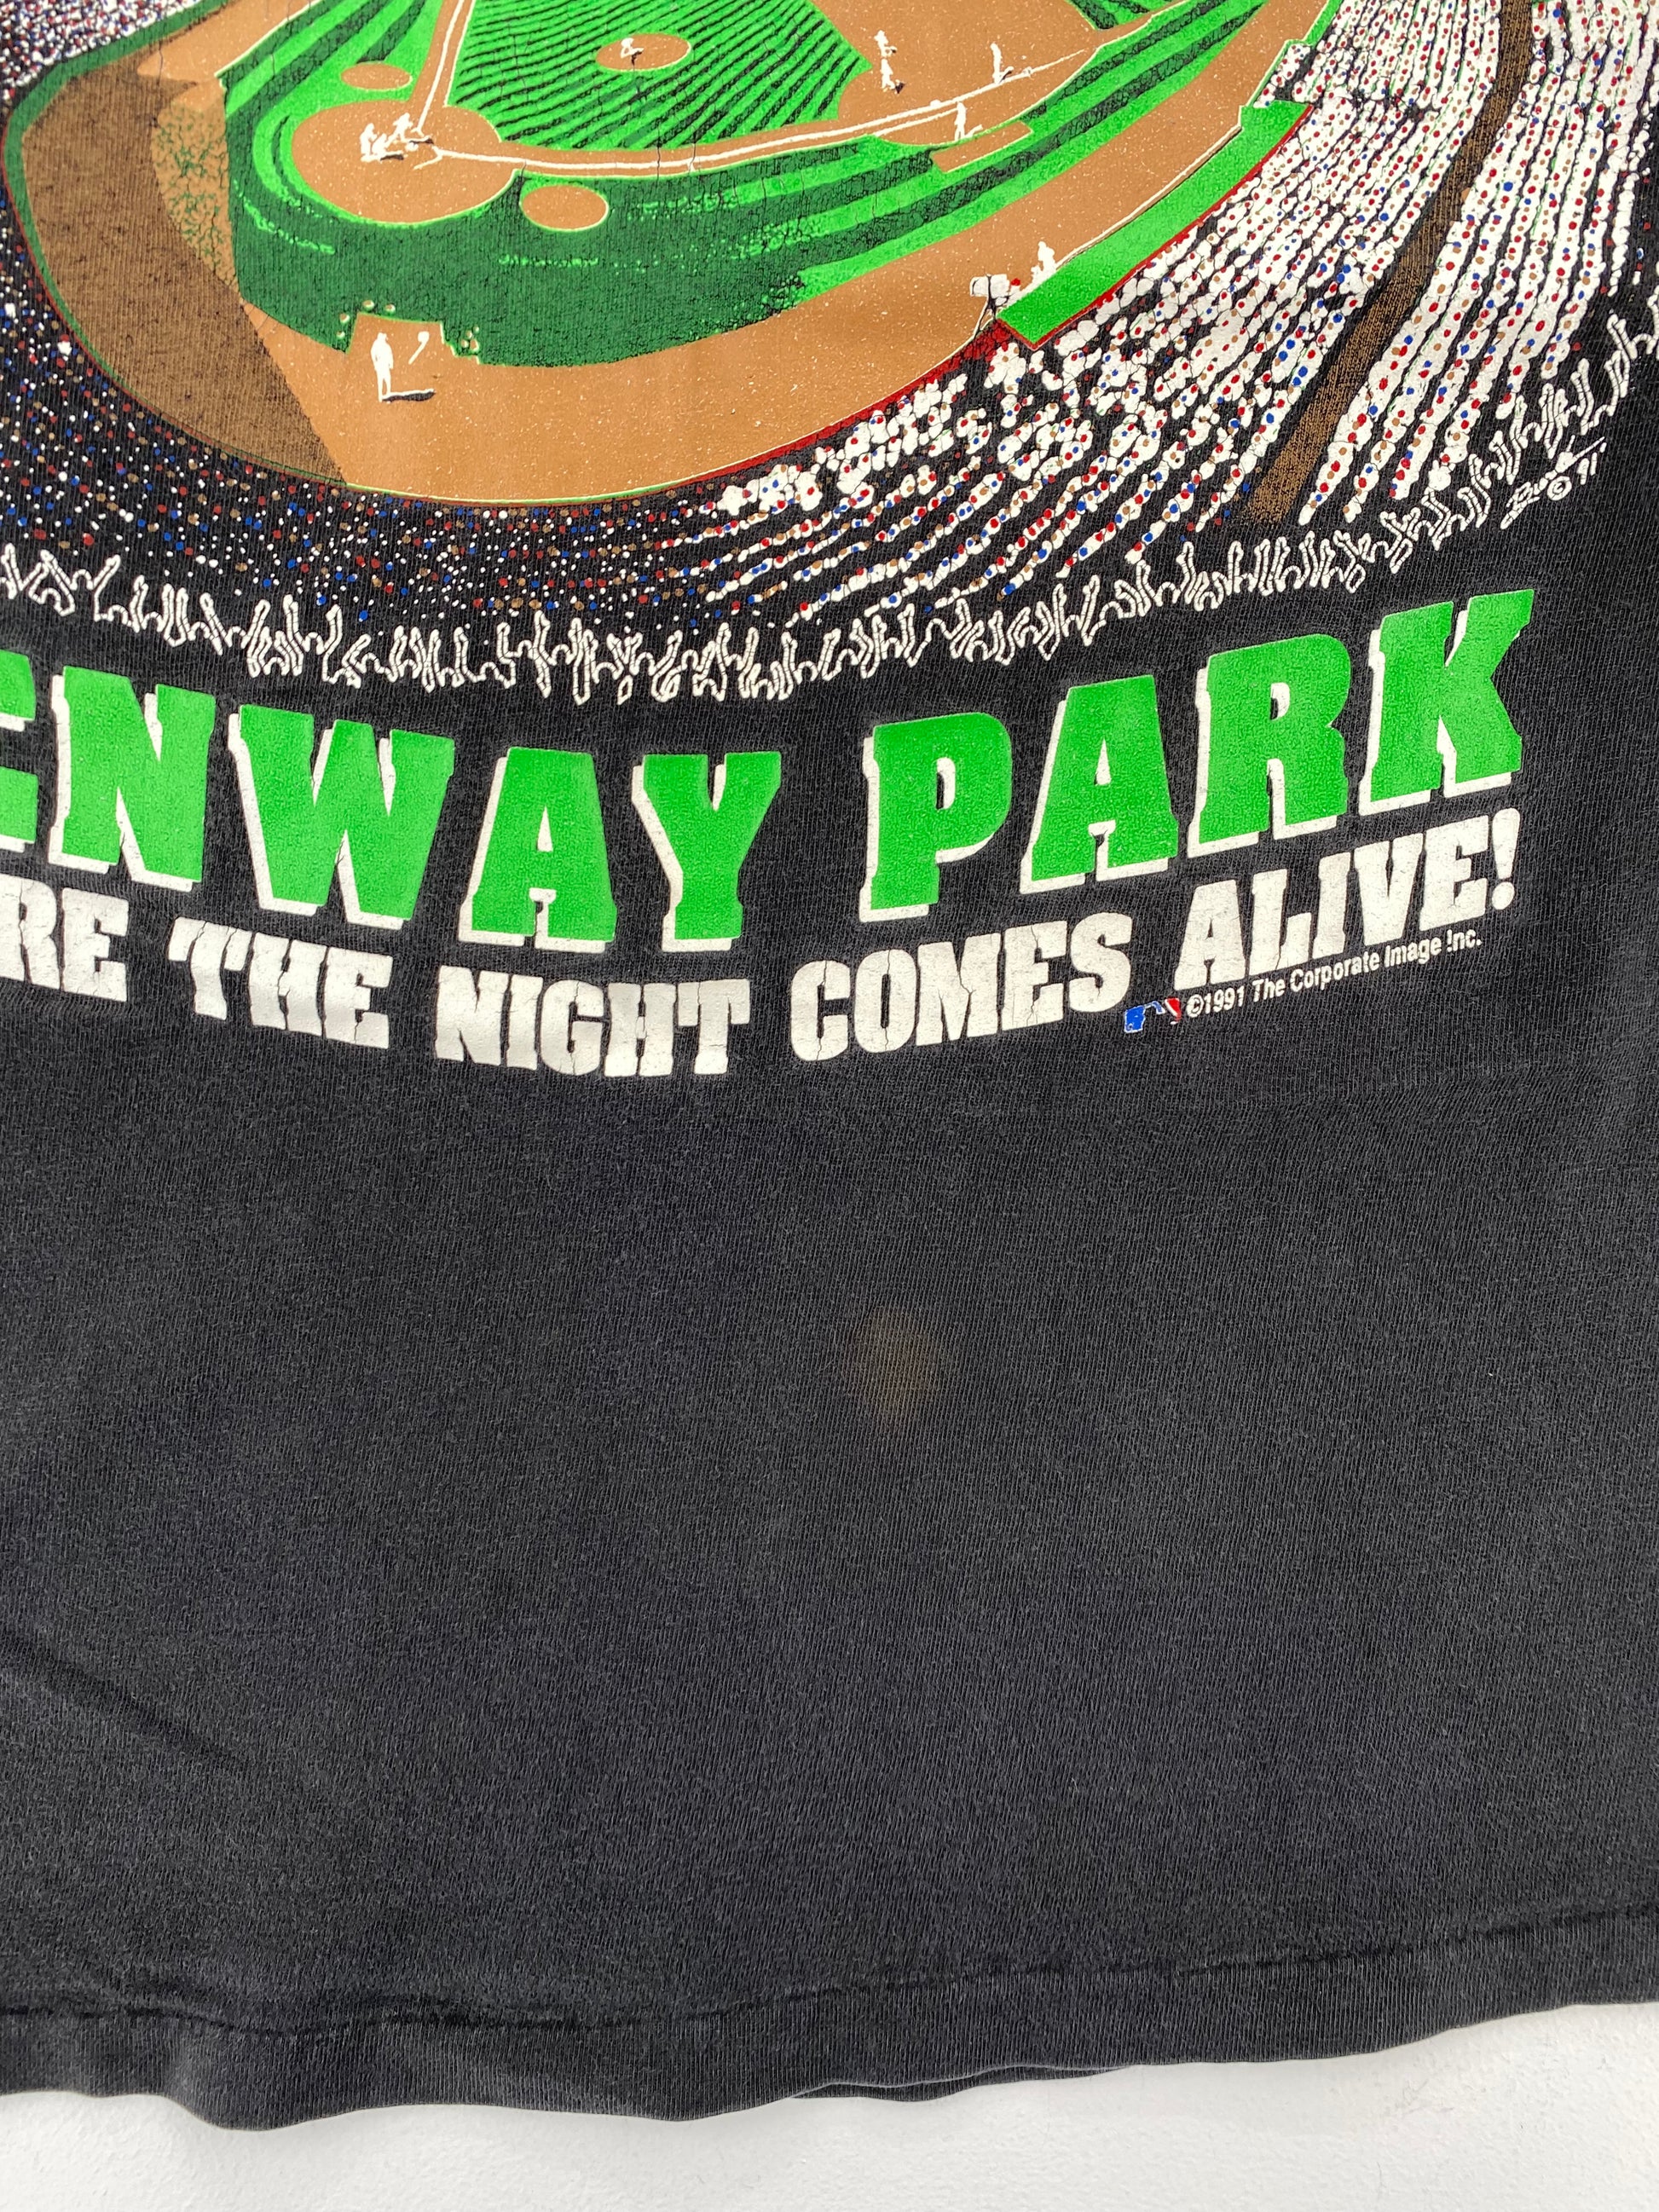 ENWAY PARK
RE THE NIGHT COMES ALIVE!
©1991 The Corporate Image Inc.